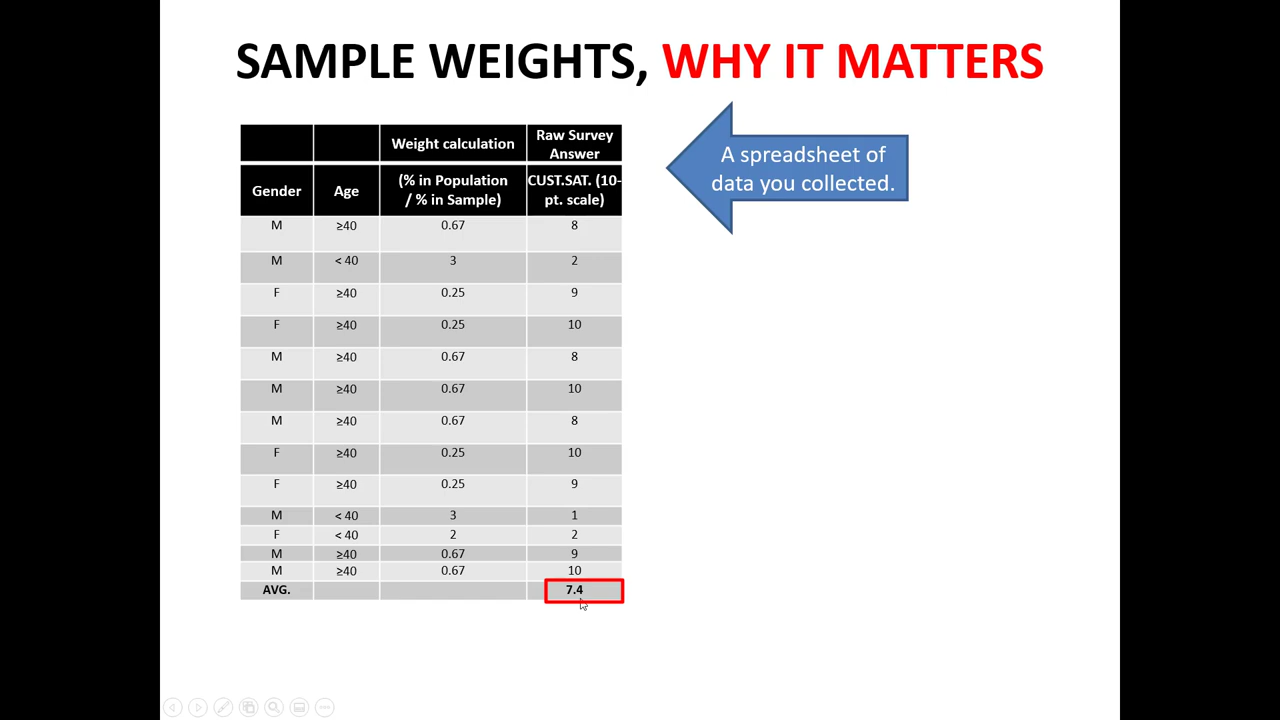 SAMPLE WEIGHTS, WHY IT MATTERS
A spreadsheet of
data you collected.
Weight calculation Raw Survey
Answer
Gender Age (% in Population
/ % in Sample) CUST.SAT. (10-
pt. scale)
M ≥40 0.67 8
M < 40 3 2
F ≥40 0.25 9
F ≥40 0.25 10
M ≥40 0.67 8
M ≥40 0.67 10
M ≥40 0.67 8
F ≥40 0.25 10
F ≥40 0.25 9
M < 40 3 1
F < 40 2 2
M ≥40 0.67 9
M ≥40 0.67 10
AVG. 7.4